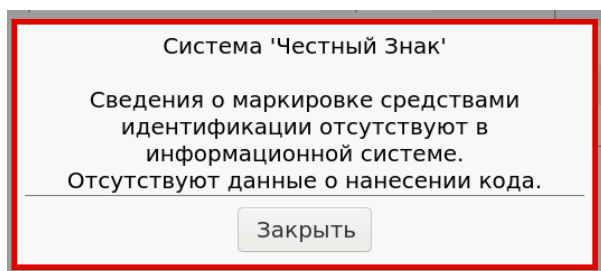 Система 'Честный Знак'
Сведения о маркировке средствами
идентификации отсутствуют в
информационной системе.
Отсутствуют данные о нанесении кода.
Закрыть